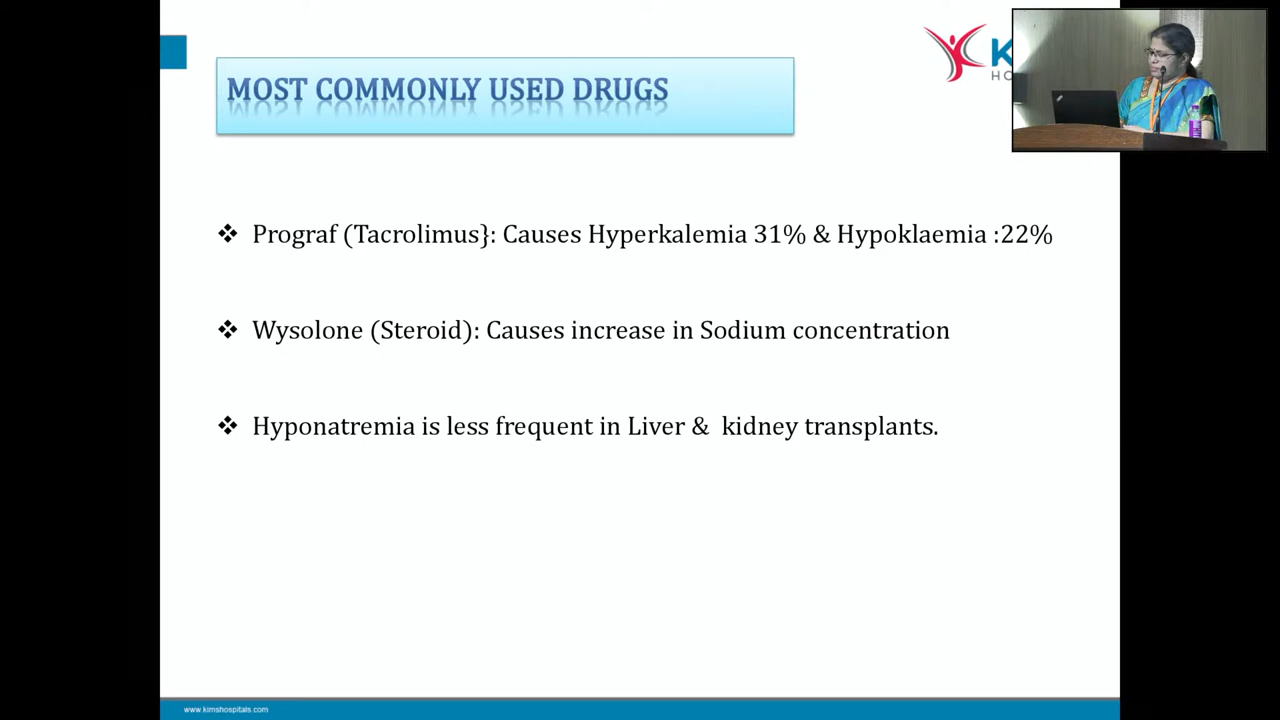 MOST COMMONLY USED DRUGS
K
HO
❖ Prograf (Tacrolimus}: Causes Hyperkalemia 31% & Hypoklaemia :22%
❖ Wysolone (Steroid): Causes increase in Sodium concentration
❖ Hyponatremia is less frequent in Liver & kidney transplants.
www.kimshospitals.com